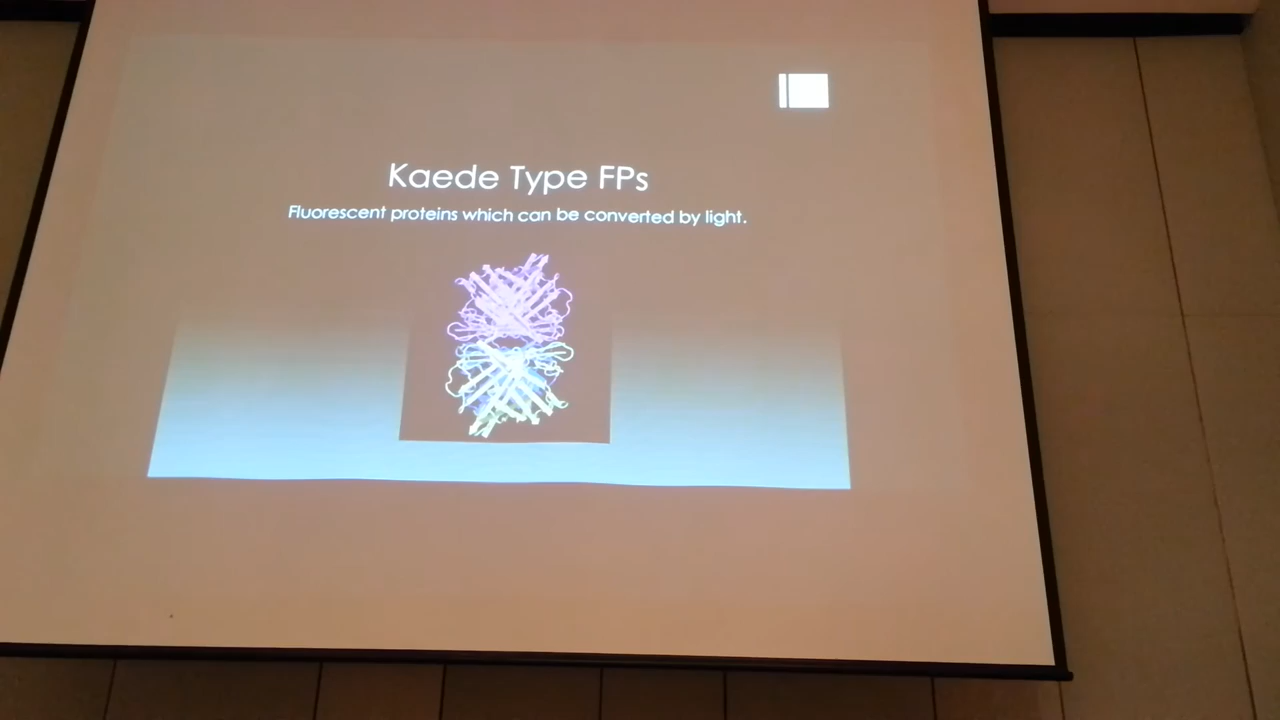 Kaede Type FPs
Fluorescent proteins which can be converted by light.